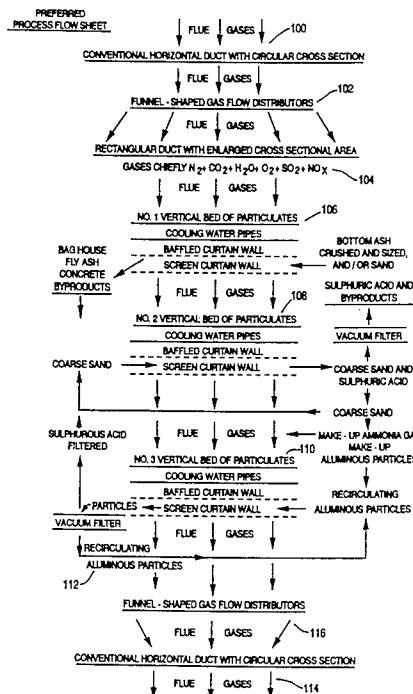 PREFERRED
PROCESS FLOW SHEET
FLUE GASES
100
CONVENTIONAL HORIZONTAL DUCT WITH CIRCULAR CROSS SECTION
FLUE GASES
FUNNEL - SHAPED GAS FLOW DISTRIBUTORS
102
FLUE GASES
RECTANGULAR DUCT WITH ENLARGED CROSS SECTIONAL AREA
GASES CHIEFLY N2 + CO2 + H2O + O2 + SO2 + NOX
104
FLUE GASES
106
NO. 1 VERTICAL BED OF PARTICULATES
COOLING WATER PIPES
BAFFLED CURTAIN WALL
SCREEN CURTAIN WALL
BAG HOUSE
FLY ASH
CONCRETE
BYPRODUCTS
BOTTOM ASH
CRUSHED AND SIZED,
AND / OR SAND
FLUE GASES
108
NO. 2 VERTICAL BED OF PARTICULATES
COOLING WATER PIPES
BAFFLED CURTAIN WALL
SCREEN CURTAIN WALL
SULPHURIC ACID AND
BYPRODUCTS
VACUUM FILTER
COARSE SAND
COARSE SAND AND
SULPHURIC ACID
COARSE SAND
SULPHUROUS ACID
FILTERED
FLUE GASES
MAKE - UP AMMONIA GA
MAKE - UP
ALUMINOUS PARTICLES
110
NO. 3 VERTICAL BED OF PARTICULATES
COOLING WATER PIPES
BAFFLED CURTAIN WALL
SCREEN CURTAIN WALL
RECIRCULATING
ALUMINOUS PARTICLES
PARTICLES
VACUUM FILTER
FLUE GASES
RECIRCULATING
ALUMINOUS PARTICLES
112
FUNNEL - SHAPED GAS FLOW DISTRIBUTORS
FLUE GASES
116
CONVENTIONAL HORIZONTAL DUCT WITH CIRCULAR CROSS SECTION
FLUE GASES
114